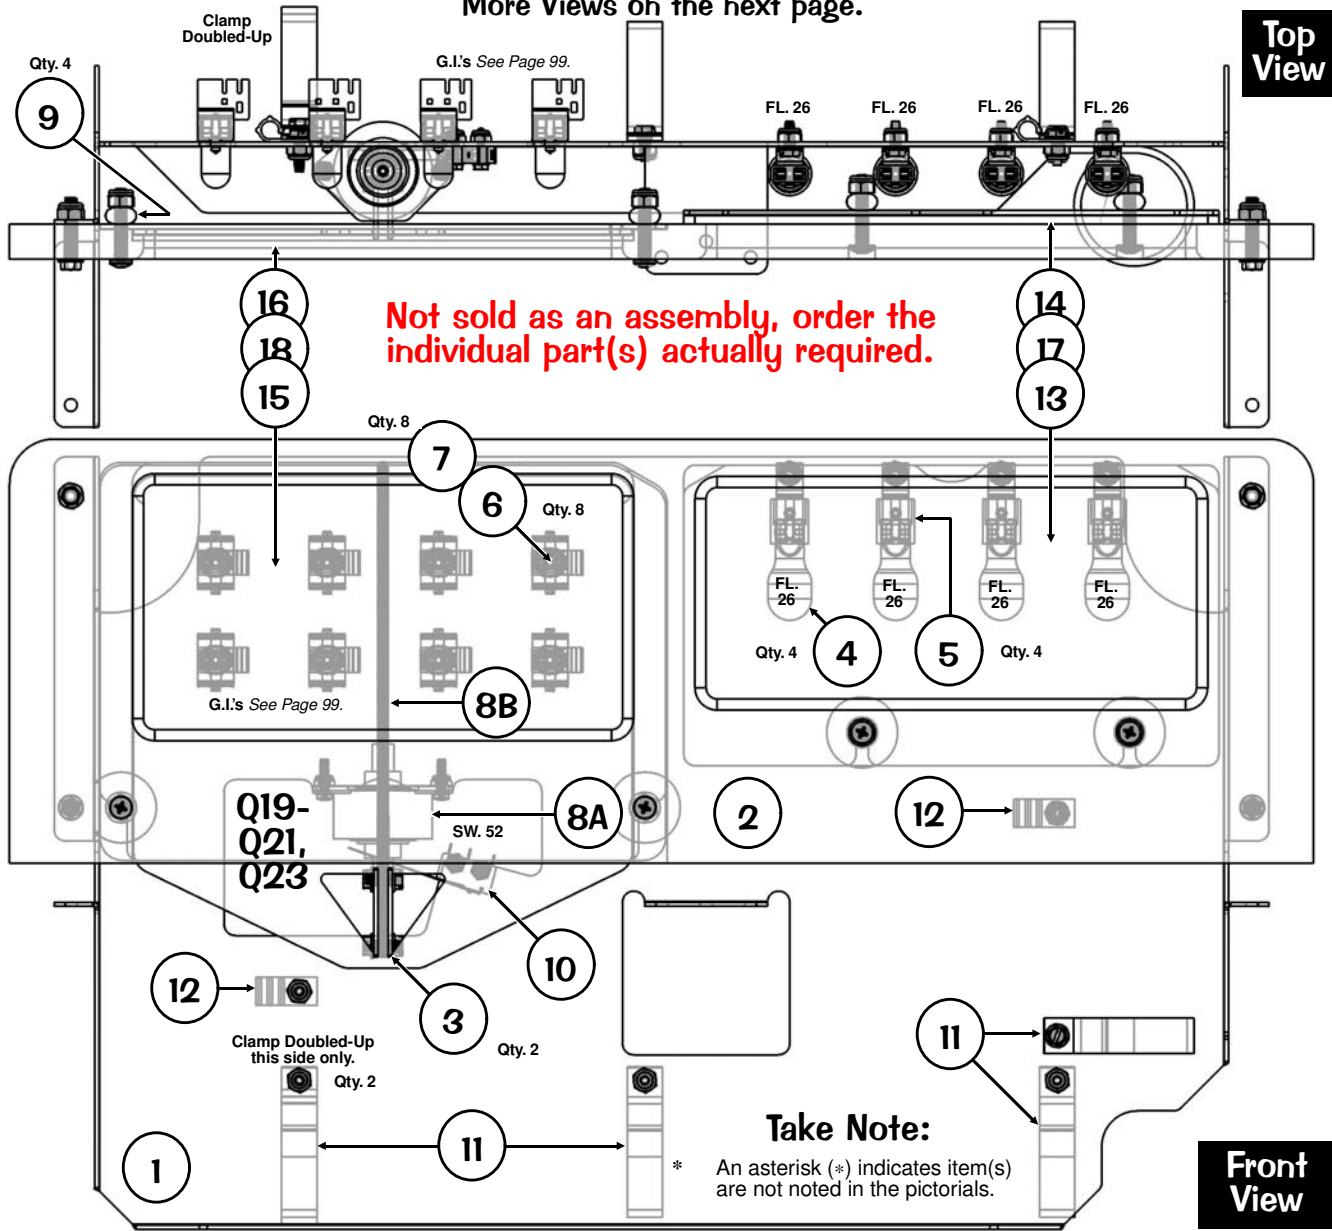 More Views on the next page.
Top
View
Clamp
Doubled-Up
Qty. 4
G.I.'s See Page 99.
9
FL. 26
FL. 26
FL. 26
FL. 26
16
18
15
Not sold as an assembly, order the
individual part(s) actually required.
14
17
13
Qty. 8
7
6
Qty. 8
FL.
26
FL.
26
FL.
26
FL.
26
Qty. 4
4
5
Qty. 4
G.I.'s See Page 99.
8B
Q19-
Q21,
Q23
SW. 52
8A
2
12
10
12
3
Qty. 2
Clamp Doubled-Up
this side only.
Qty. 2
11
11
1
Take Note:
* An asterisk (*) indicates item(s)
are not noted in the pictorials.
Front
View